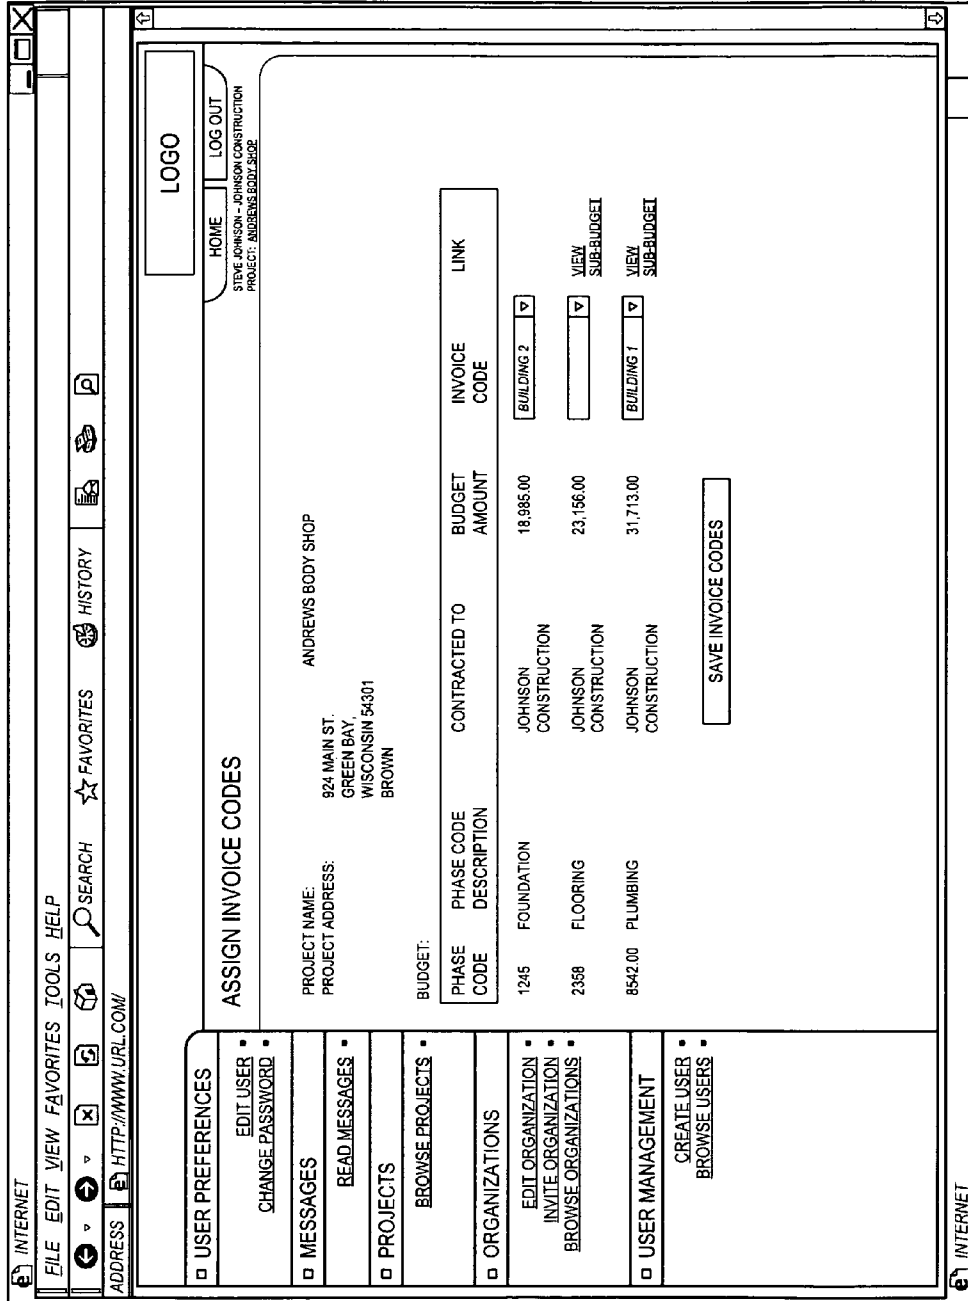 INTERNET
FILE EDIT VIEW FAVORITES TOOLS HELP
SEARCH FAVORITES HISTORY
ADDRESS HTTP://WWW.URL.COM/
LOGO
HOME LOG OUT
STEVE JOHNSON – JOHNSON CONSTRUCTION
PROJECT: ANDREWS BODY SHOP
USER PREFERENCES
EDIT USER
CHANGE PASSWORD
MESSAGES
READ MESSAGES
PROJECTS
BROWSE PROJECTS
ORGANIZATIONS
EDIT ORGANIZATION
INVITE ORGANIZATION
BROWSE ORGANIZATIONS
USER MANAGEMENT
CREATE USER
BROWSE USERS
ASSIGN INVOICE CODES
PROJECT NAME: ANDREWS BODY SHOP
PROJECT ADDRESS: 924 MAIN ST.
GREEN BAY,
WISCONSIN 54301
BROWN
BUDGET:
PHASE PHASE CODE CONTRACTED TO BUDGET INVOICE LINK
CODE DESCRIPTION AMOUNT CODE
1245 FOUNDATION JOHNSON 18,985.00 BUILDING 2
CONSTRUCTION
2358 FLOORING JOHNSON 23,156.00 VIEW
CONSTRUCTION SUB-BUDGET
8542.00 PLUMBING JOHNSON 31,713.00 BUILDING 1 VIEW
CONSTRUCTION SUB-BUDGET
SAVE INVOICE CODES
INTERNET